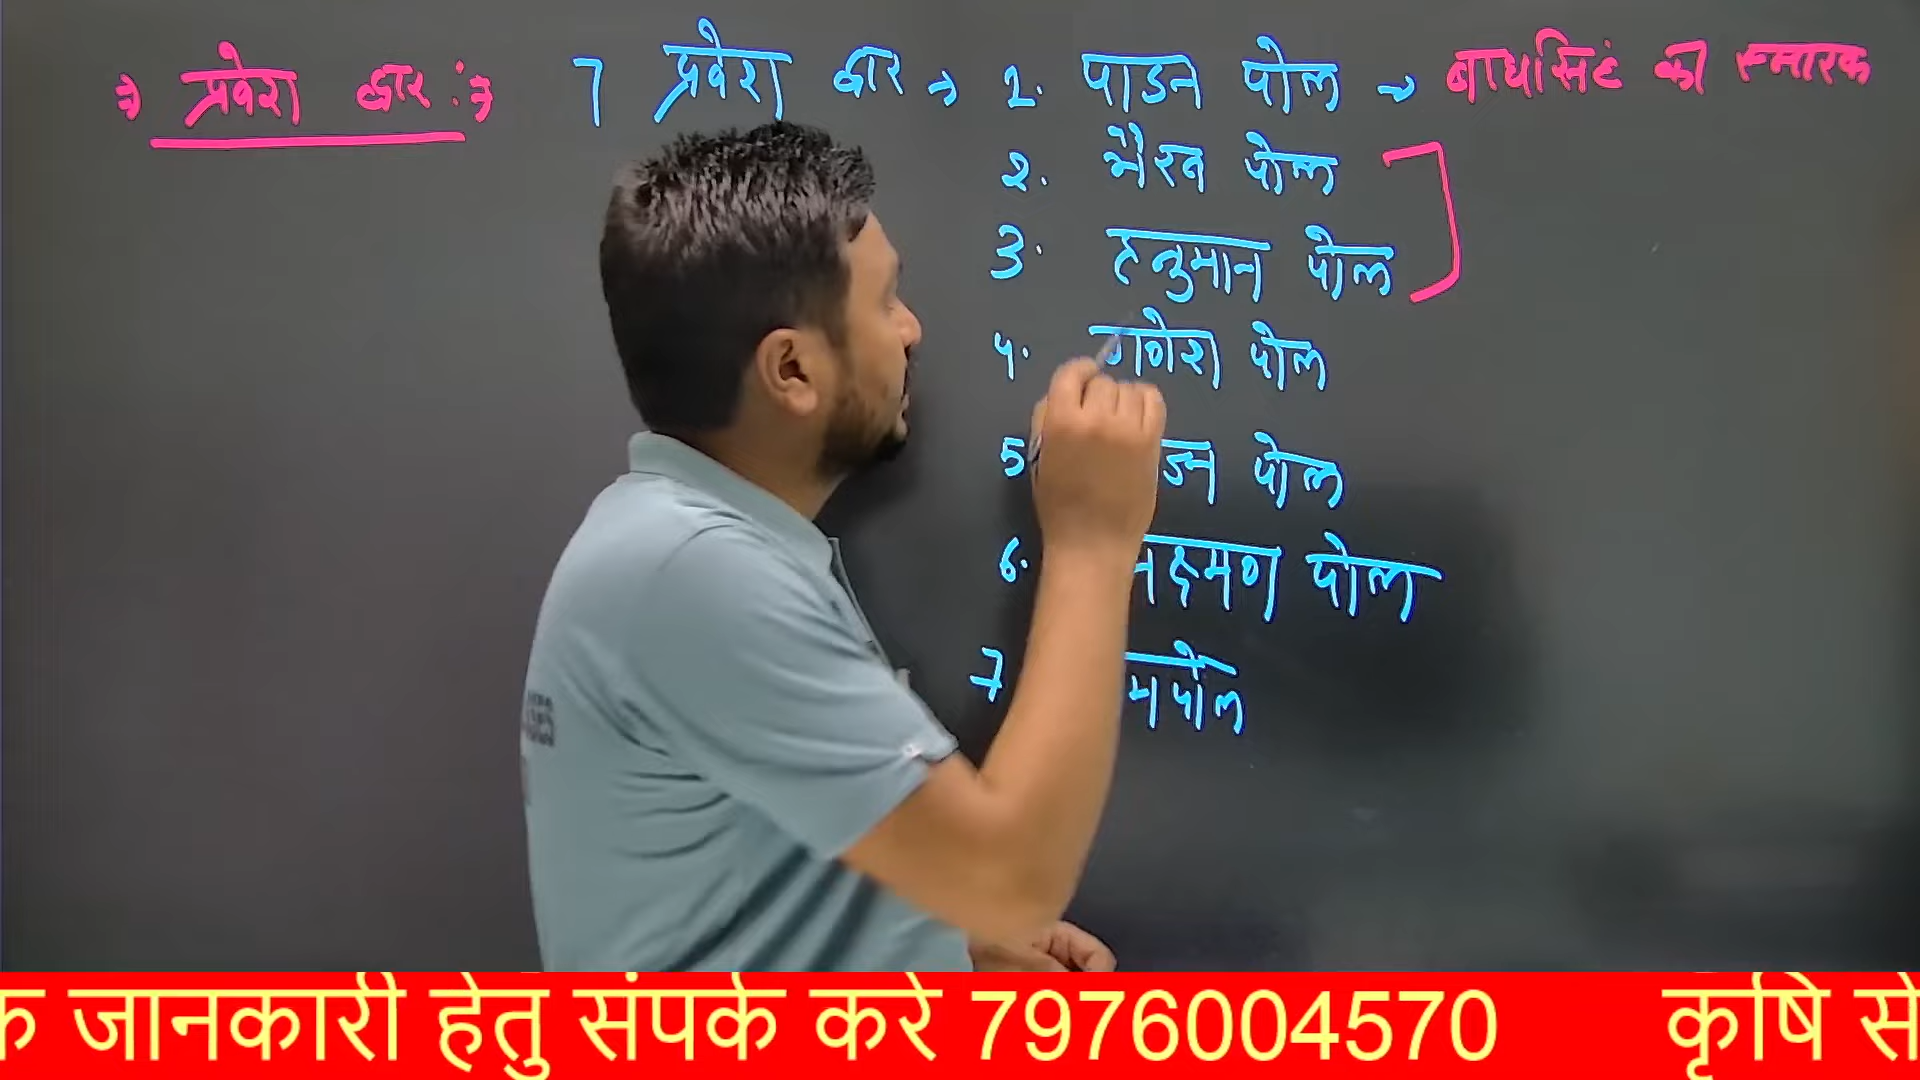 ⇒ प्रवेश द्वार :⇒ 7 प्रवेश द्वार → 1. पाडन पोल → बाघसिंह का स्मारक
2. भैरव पोल
3. हनुमान पोल
4. गणेश पोल
5 पोल
6. लक्ष्मण पोल
7 पोल
जानकारी हेतु संपर्क करे 7976004570 कृषि से